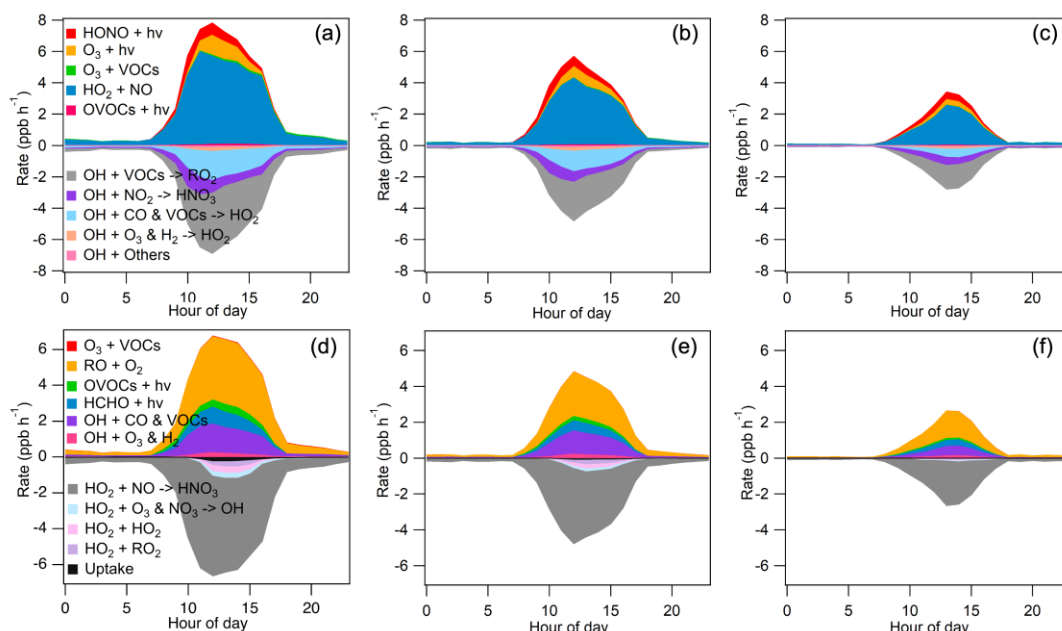 (a)
8
6
4
2
0
-2
-4
-6
-8
Rate (ppb h⁻¹)
HONO + hv
O₃ + hv
O₃ + VOCs
HO₂ + NO
OVOCs + hv
OH + VOCs -> RO₂
OH + NO₂ -> HNO₃
OH + CO & VOCs -> HO₂
OH + O₃ & H₂ -> HO₂
OH + Others
0 5 10 15 20
Hour of day
(b)
8
6
4
2
0
-2
-4
-6
-8
Rate (ppb h⁻¹)
0 5 10 15 20
Hour of day
(c)
8
6
4
2
0
-2
-4
-6
-8
Rate (ppb h⁻¹)
0 5 10 15 20
Hour of day
(d)
6
4
2
0
-2
-4
-6
Rate (ppb h⁻¹)
O₃ + VOCs
RO + O₂
OVOCs + hv
HCHO + hv
OH + CO & VOCs
OH + O₃ & H₂
HO₂ + NO -> HNO₃
HO₂ + O₃ & NO₃ -> OH
HO₂ + HO₂
HO₂ + RO₂
Uptake
0 5 10 15 20
Hour of day
(e)
6
4
2
0
-2
-4
-6
Rate (ppb h⁻¹)
0 5 10 15 20
Hour of day
(f)
6
4
2
0
-2
-4
-6
Rate (ppb h⁻¹)
0 5 10 15 20
Hour of day